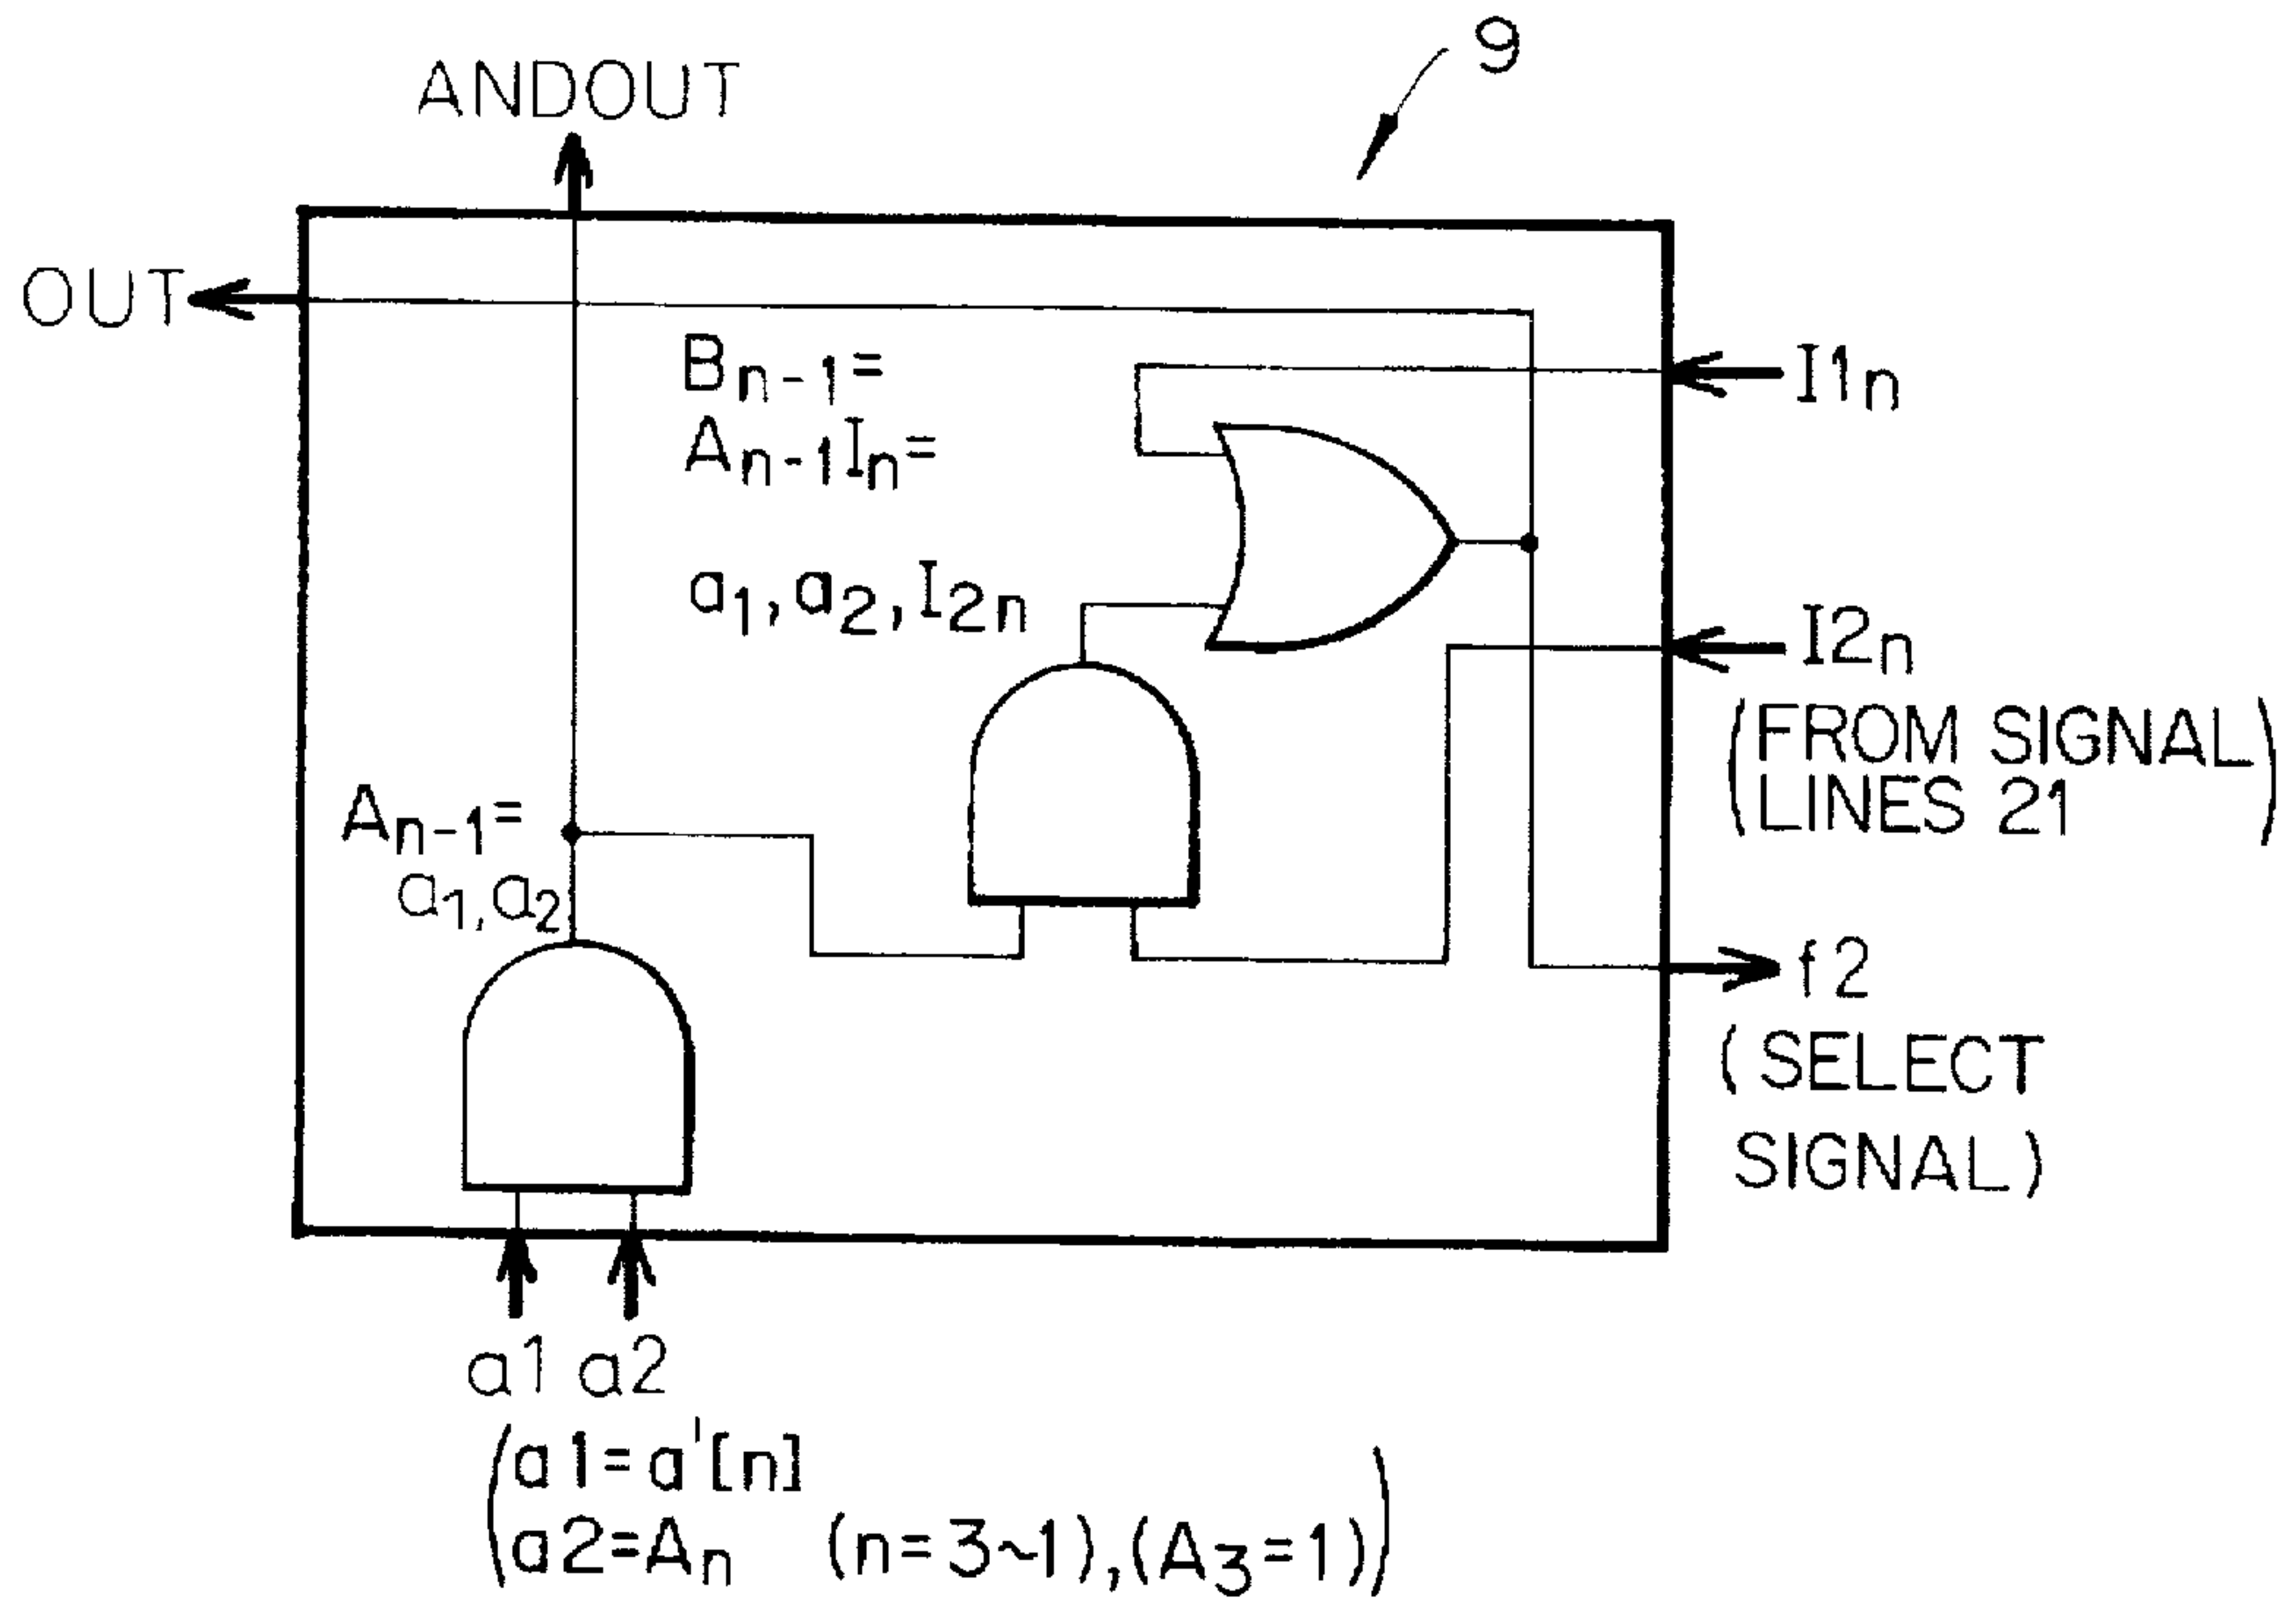 9
ANDOUT
OUT
Bn-1=
An-1In=
a1,a2,I2n
I1n
I2n
(FROM SIGNAL
LINES 21)
An-1=
a1,a2
f2
(SELECT
SIGNAL)
a1 a2
(a1=a'[n]
a2=An (n=3~1),(A3=1))